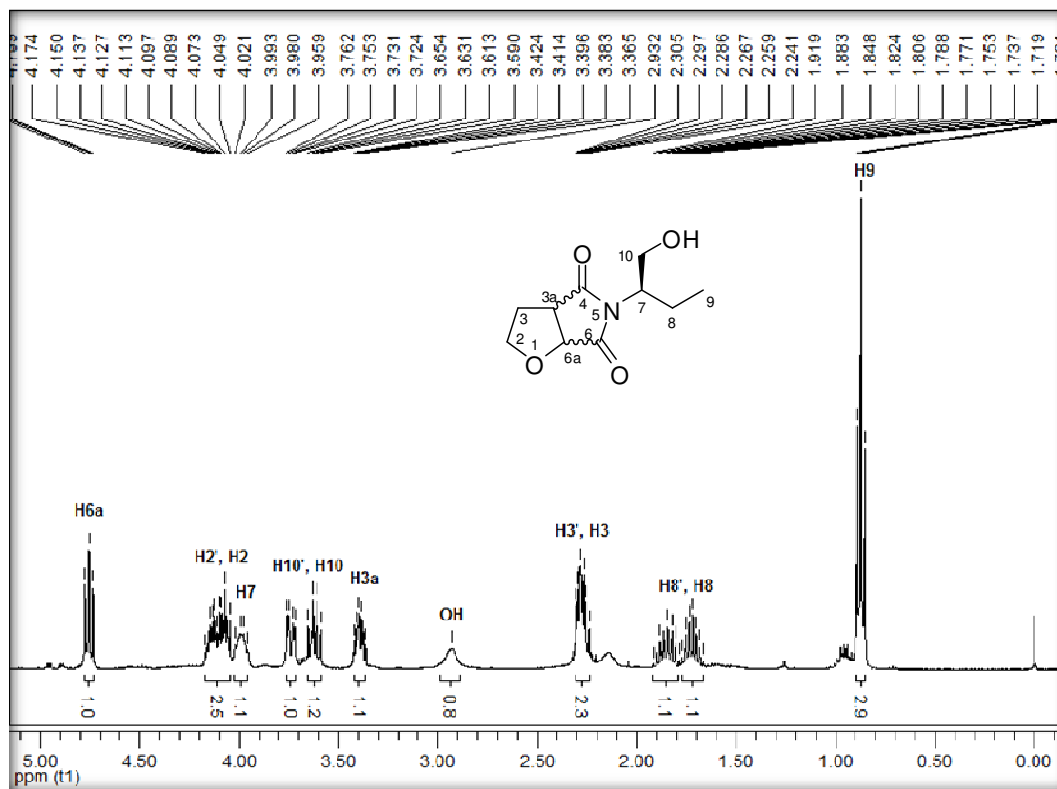 4.174 4.150 4.137 4.127 4.113 4.097 4.089 4.073 4.049 4.021 3.993 3.980 3.959 3.762 3.753 3.731 3.724 3.654 3.631 3.613 3.590 3.424 3.414 3.396 3.383 3.365 2.932 2.305 2.297 2.286 2.267 2.259 2.241 1.919 1.883 1.848 1.824 1.806 1.788 1.771 1.753 1.737 1.719
H9
OH
O 10
3a 4 N 7 9
3 5 8
2 1 6
O 6a O
H6a
H2', H2
H7
H10', H10
H3a
OH
H3', H3
H8', H8
1.0 2.5 1.1 1.0 1.2 1.1 0.8 2.3 1.1 1.1 2.9
5.00 4.50 4.00 3.50 3.00 2.50 2.00 1.50 1.00 0.50 0.00
ppm (t1)